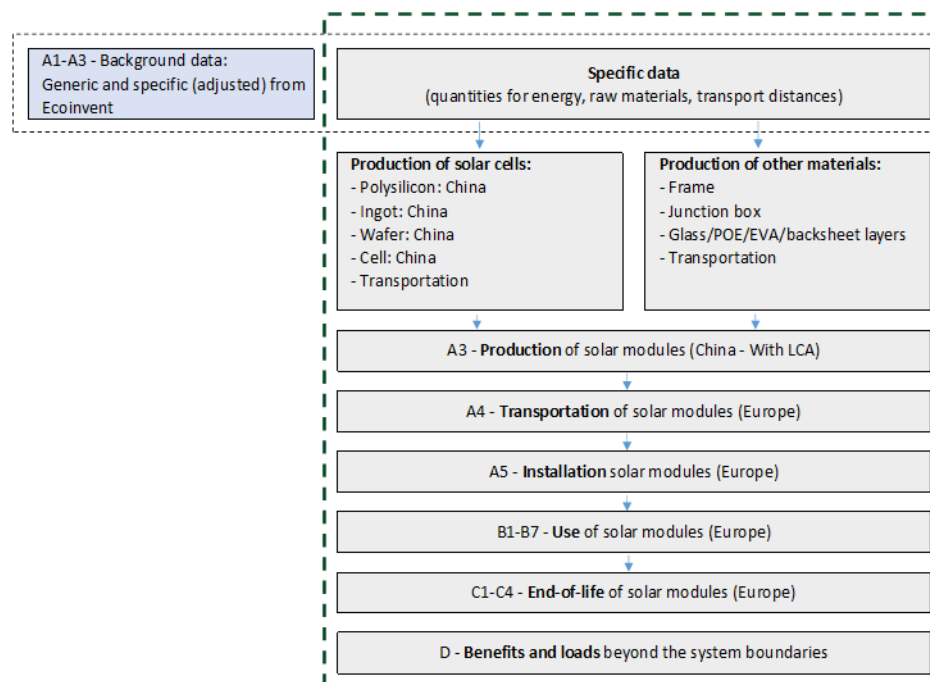 A1-A3 - Background data:
Generic and specific (adjusted) from
Ecoinvent
Specific data
(quantities for energy, raw materials, transport distances)
Production of solar cells:
- Polysilicon: China
- Ingot: China
- Wafer: China
- Cell: China
- Transportation
Production of other materials:
- Frame
- Junction box
- Glass/POE/EVA/backsheet layers
- Transportation
A3 - Production of solar modules (China - With LCA)
A4 - Transportation of solar modules (Europe)
A5 - Installation solar modules (Europe)
B1-B7 - Use of solar modules (Europe)
C1-C4 - End-of-life of solar modules (Europe)
D - Benefits and loads beyond the system boundaries